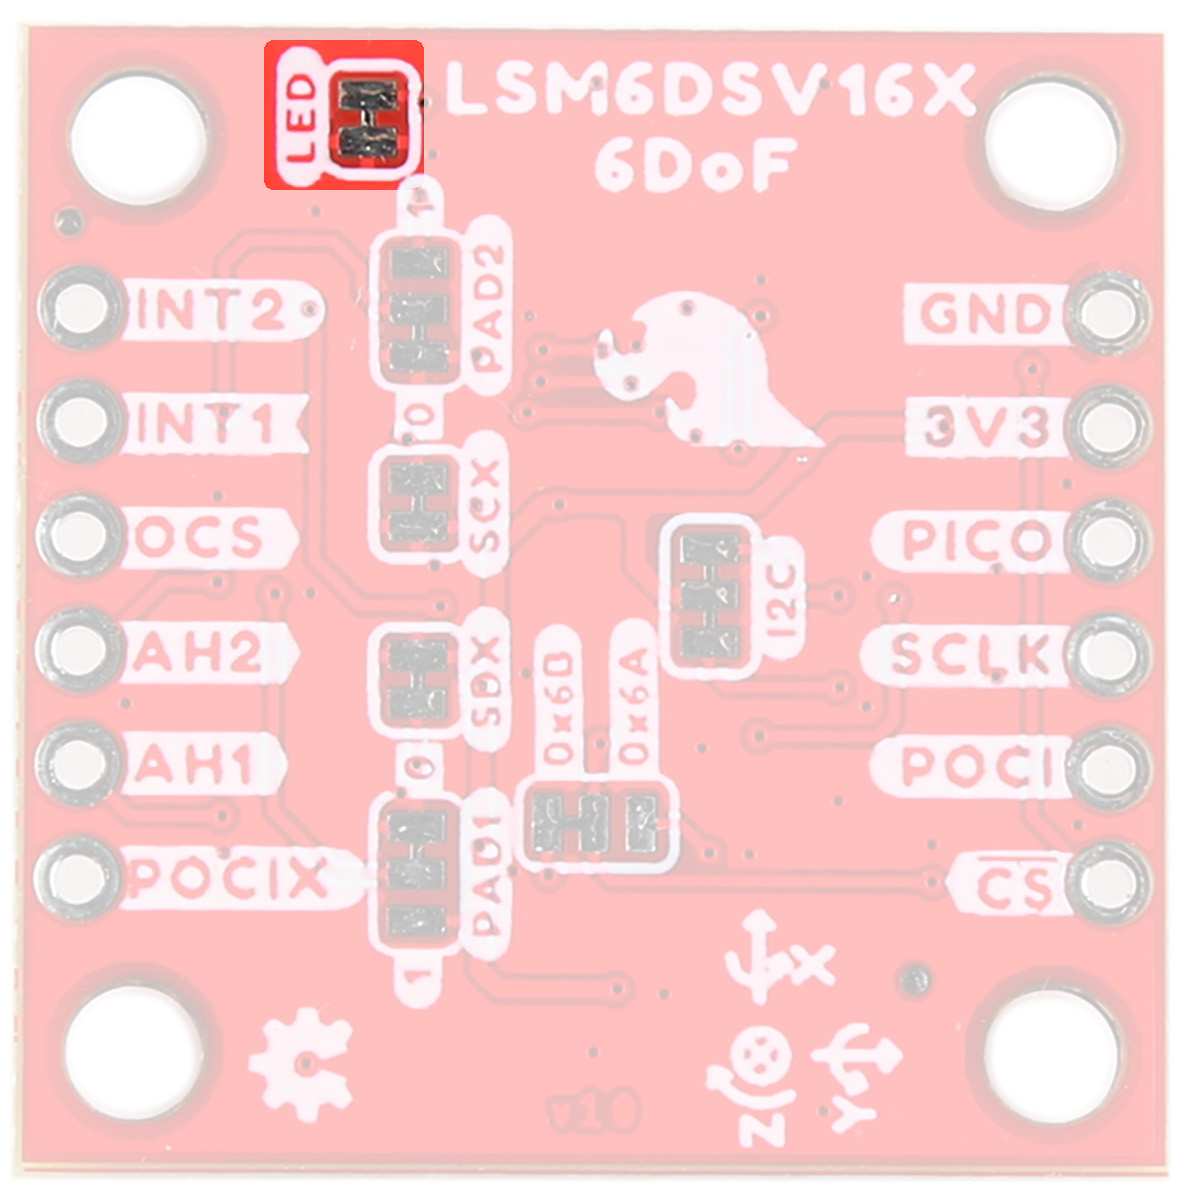 LED
LSM6DSV16X
6DoF
1
PAD2
0
INT2
INT1
OCS
AH2
AH1
POCIX
SCX
SDX
0
PAD1
1
0x6B
0x6A
I2C
GND
3V3
PICO
SCLK
POCI
CS
X
Y
Z
v10